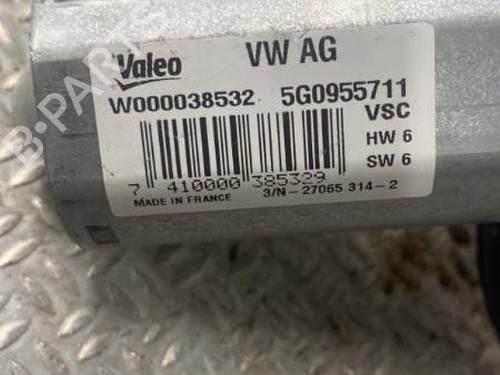 Valeo VW AG
W000038532 5G0955711
VSC
HW 6
SW 6
7 410000 385329
MADE IN FRANCE 3/N - 27065 314-2
B-PARTS